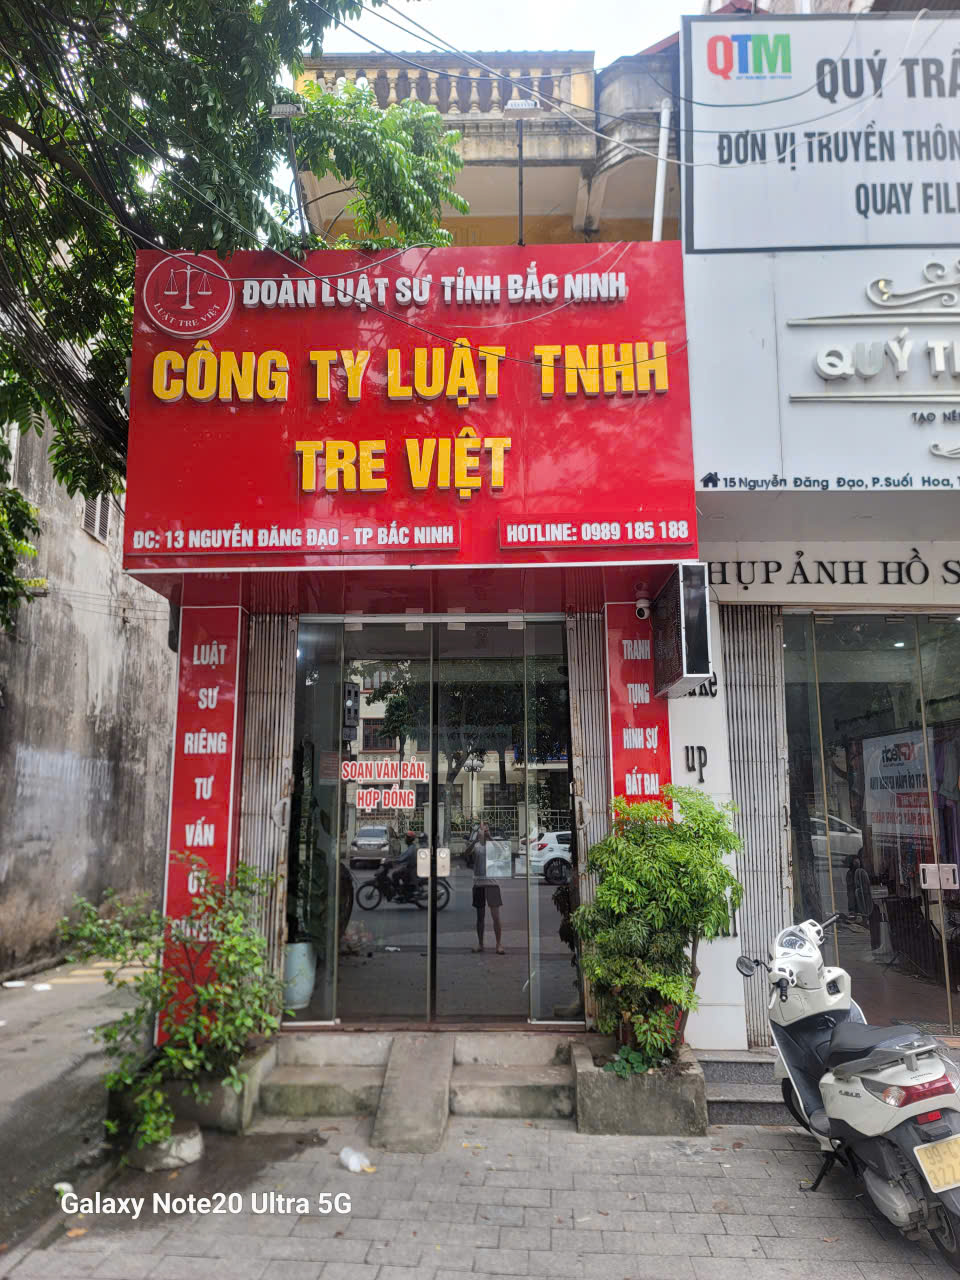 ĐOÀN LUẬT SƯ TỈNH BẮC NINH
LUẬT TRE VIỆT
CÔNG TY LUẬT TNHH
TRE VIỆT
ĐC: 13 NGUYỄN ĐĂNG ĐẠO - TP BẮC NINH
HOTLINE: 0989 185 188
LUẬT
SƯ
RIÊNG
TƯ
VẤN
TRANH
TỤNG
HÌNH SỰ
ĐẤT ĐAI
SOẠN VĂN BẢN,
HỢP ĐỒNG
QTM
QUÝ TRẦ
ĐƠN VỊ TRUYỀN THÔN
QUAY FIL
QUÝ T
TẠO NÊ
15 Nguyễn Đăng Đạo, P.Suối Hoa, T
HỤP ẢNH HỒ S
up
Galaxy Note20 Ultra 5G